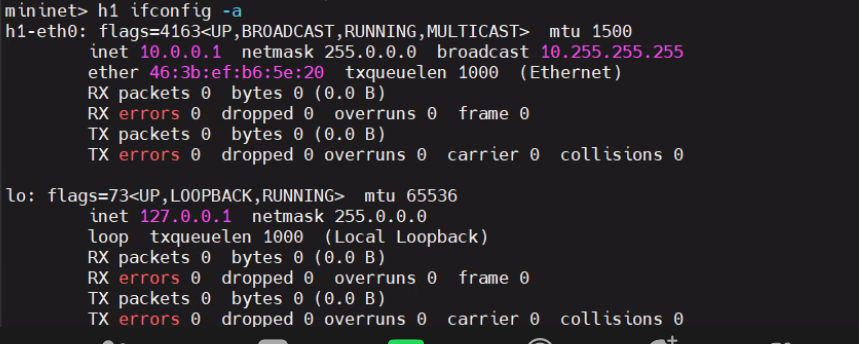 mininet> h1 ifconfig -a
h1-eth0: flags=4163<UP,BROADCAST,RUNNING,MULTICAST>  mtu 1500
        inet 10.0.0.1  netmask 255.0.0.0  broadcast 10.255.255.255
        ether 46:3b:ef:b6:5e:20  txqueuelen 1000  (Ethernet)
        RX packets 0  bytes 0 (0.0 B)
        RX errors 0  dropped 0  overruns 0  frame 0
        TX packets 0  bytes 0 (0.0 B)
        TX errors 0  dropped 0 overruns 0  carrier 0  collisions 0

lo: flags=73<UP,LOOPBACK,RUNNING>  mtu 65536
        inet 127.0.0.1  netmask 255.0.0.0
        loop  txqueuelen 1000  (Local Loopback)
        RX packets 0  bytes 0 (0.0 B)
        RX errors 0  dropped 0  overruns 0  frame 0
        TX packets 0  bytes 0 (0.0 B)
        TX errors 0  dropped 0 overruns 0  carrier 0  collisions 0